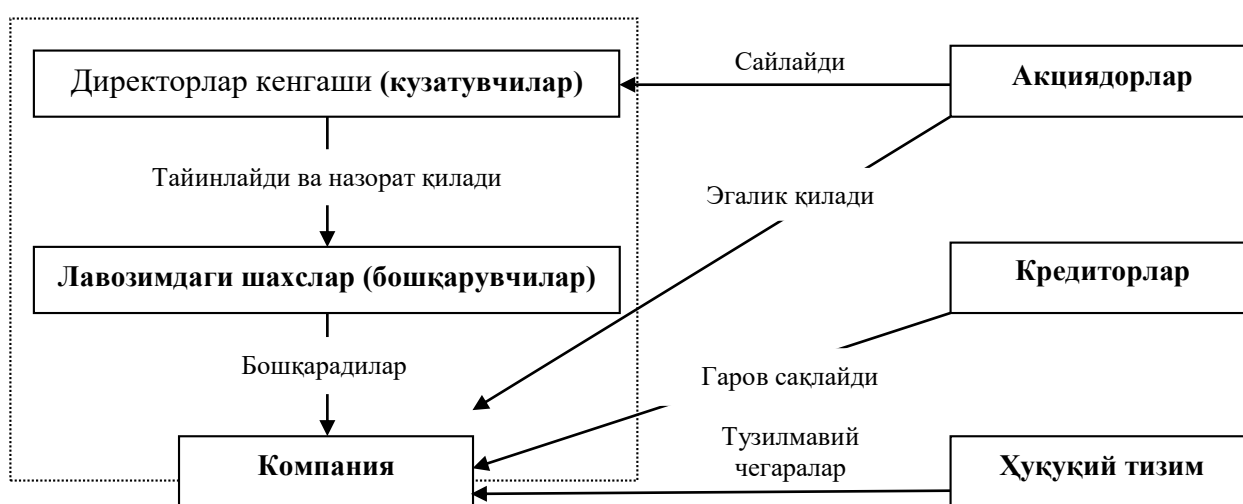 Директорлар кенгаши (кузатувчилар)
Сайлайди
Акциядорлар
Тайинлайди ва назорат қилади
Эгалик қилади
Лавозимдаги шахслар (бошқарувчилар)
Кредиторлар
Бошқарадилар
Гаров сақлайди
Компания
Тузилмавий
чегаралар
Ҳуқуқий тизим